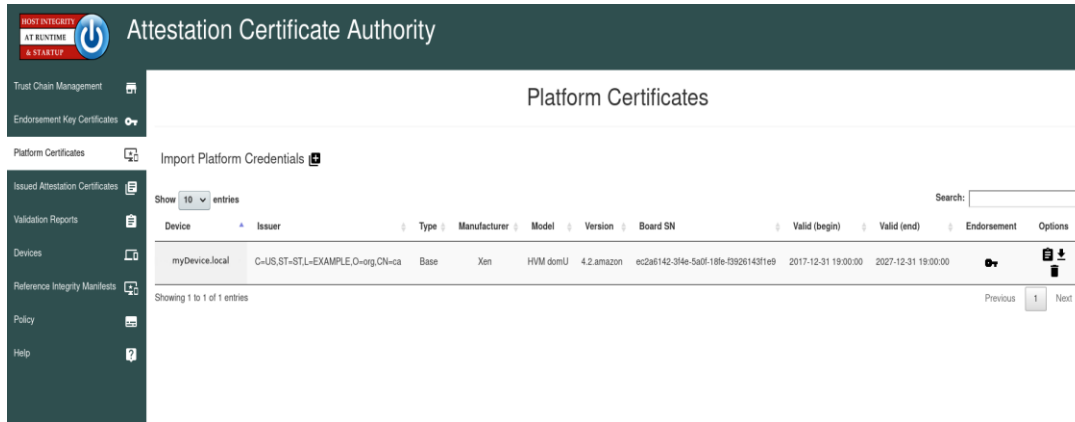 HOST INTEGRITY
AT RUNTIME
& STARTUP
Attestation Certificate Authority
Trust Chain Management
Endorsement Key Certificates
Platform Certificates
Issued Attestation Certificates
Validation Reports
Devices
Reference Integrity Manifests
Policy
Help
Platform Certificates
Import Platform Credentials
Show 10 entries
Search:
Device Issuer Type Manufacturer Model Version Board SN Valid (begin) Valid (end) Endorsement Options
myDevice.local C=US,ST=ST,L=EXAMPLE,O=org,CN=ca Base Xen HVM domU 4.2.amazon ec2a6142-3f4e-5a0f-18fe-f3926143f1e9 2017-12-31 19:00:00 2027-12-31 19:00:00
Showing 1 to 1 of 1 entries
Previous 1 Next